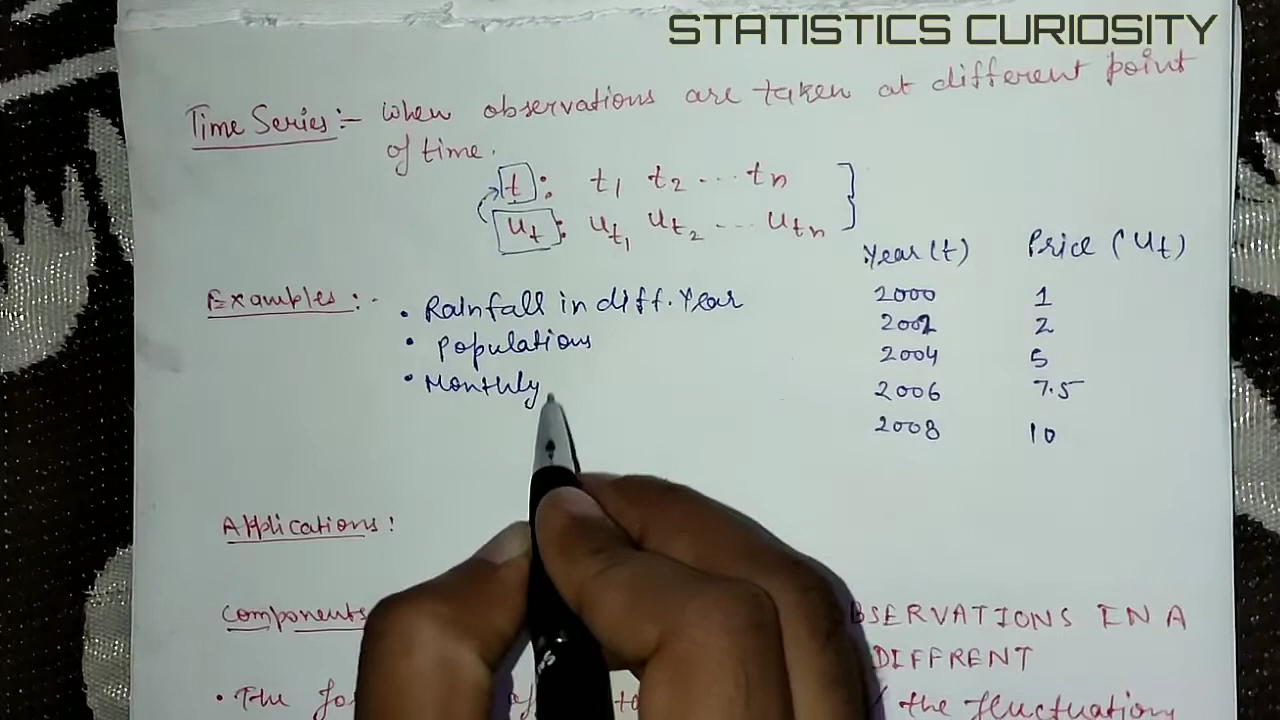 STATISTICS CURIOSITY
Time Series:- When observations are taken at different point
of time.
t : t1 t2 --- tn
ut : ut1 ut2 --- utn
Year (t) Price (ut)
2000 1
2002 2
2004 5
2006 7.5
2008 10
Examples :-
• Rainfall in diff. Year
• Populations
• Monthly
Applications :
Components
OBSERVATIONS IN A
DIFFRENT
• The
the fluctuation